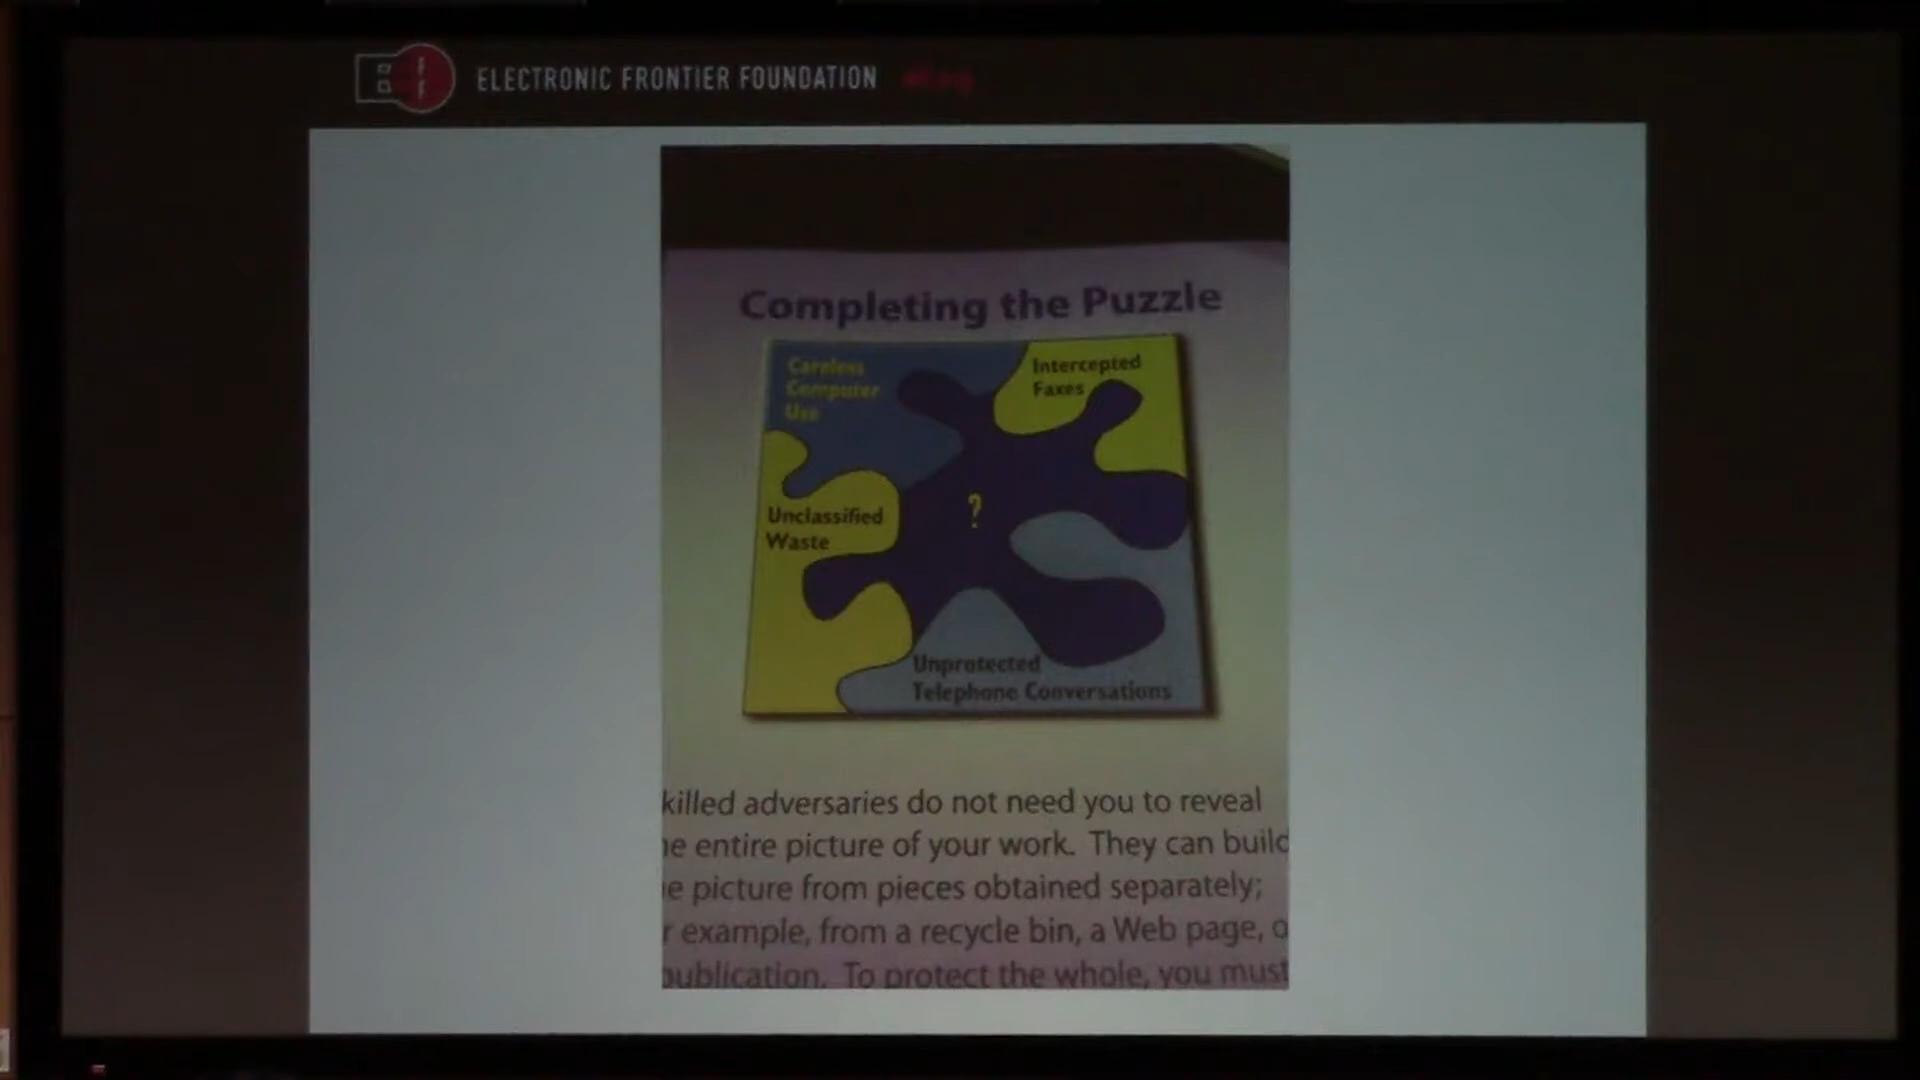 ELECTRONIC FRONTIER FOUNDATION
Completing the Puzzle
Careless
Computer
Use
Intercepted
Faxes
?
Unclassified
Waste
Unprotected
Telephone Conversations
killed adversaries do not need you to reveal
e entire picture of your work. They can build
e picture from pieces obtained separately;
r example, from a recycle bin, a Web page, o
publication. To protect the whole, you must